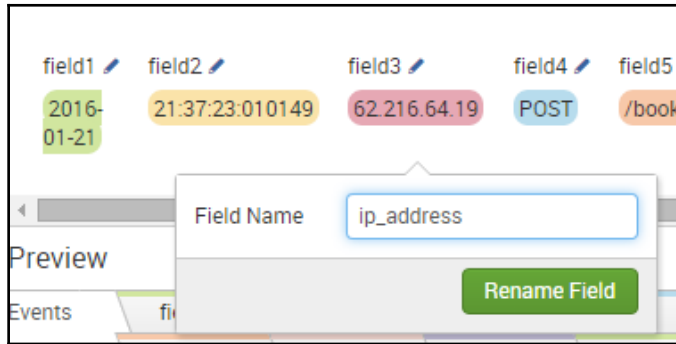 field1 field2 field3 field4 field5
2016-01-21 21:37:23:010149 62.216.64.19 POST /book
Field Name ip_address
Preview
Rename Field
Events